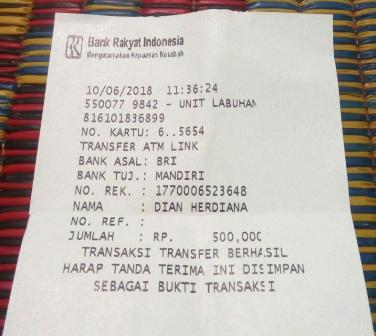 Bank Rakyat Indonesia
Mengutamakan Kepuasan Nasabah
10/06/2018 11:36:24
550077 9842 - UNIT LABUHAN
816101836899
NO. KARTU: 6..5654
TRANSFER ATM LINK
BANK ASAL: BRI
BANK TUJ.: MANDIRI
NO. REK. : 1770006523648
NAMA : DIAN HERDIANA
NO. REF. :
JUMLAH : RP. 500,000
TRANSAKSI TRANSFER BERHASIL
HARAP TANDA TERIMA INI DISIMPAN
SEBAGAI BUKTI TRANSAKSI